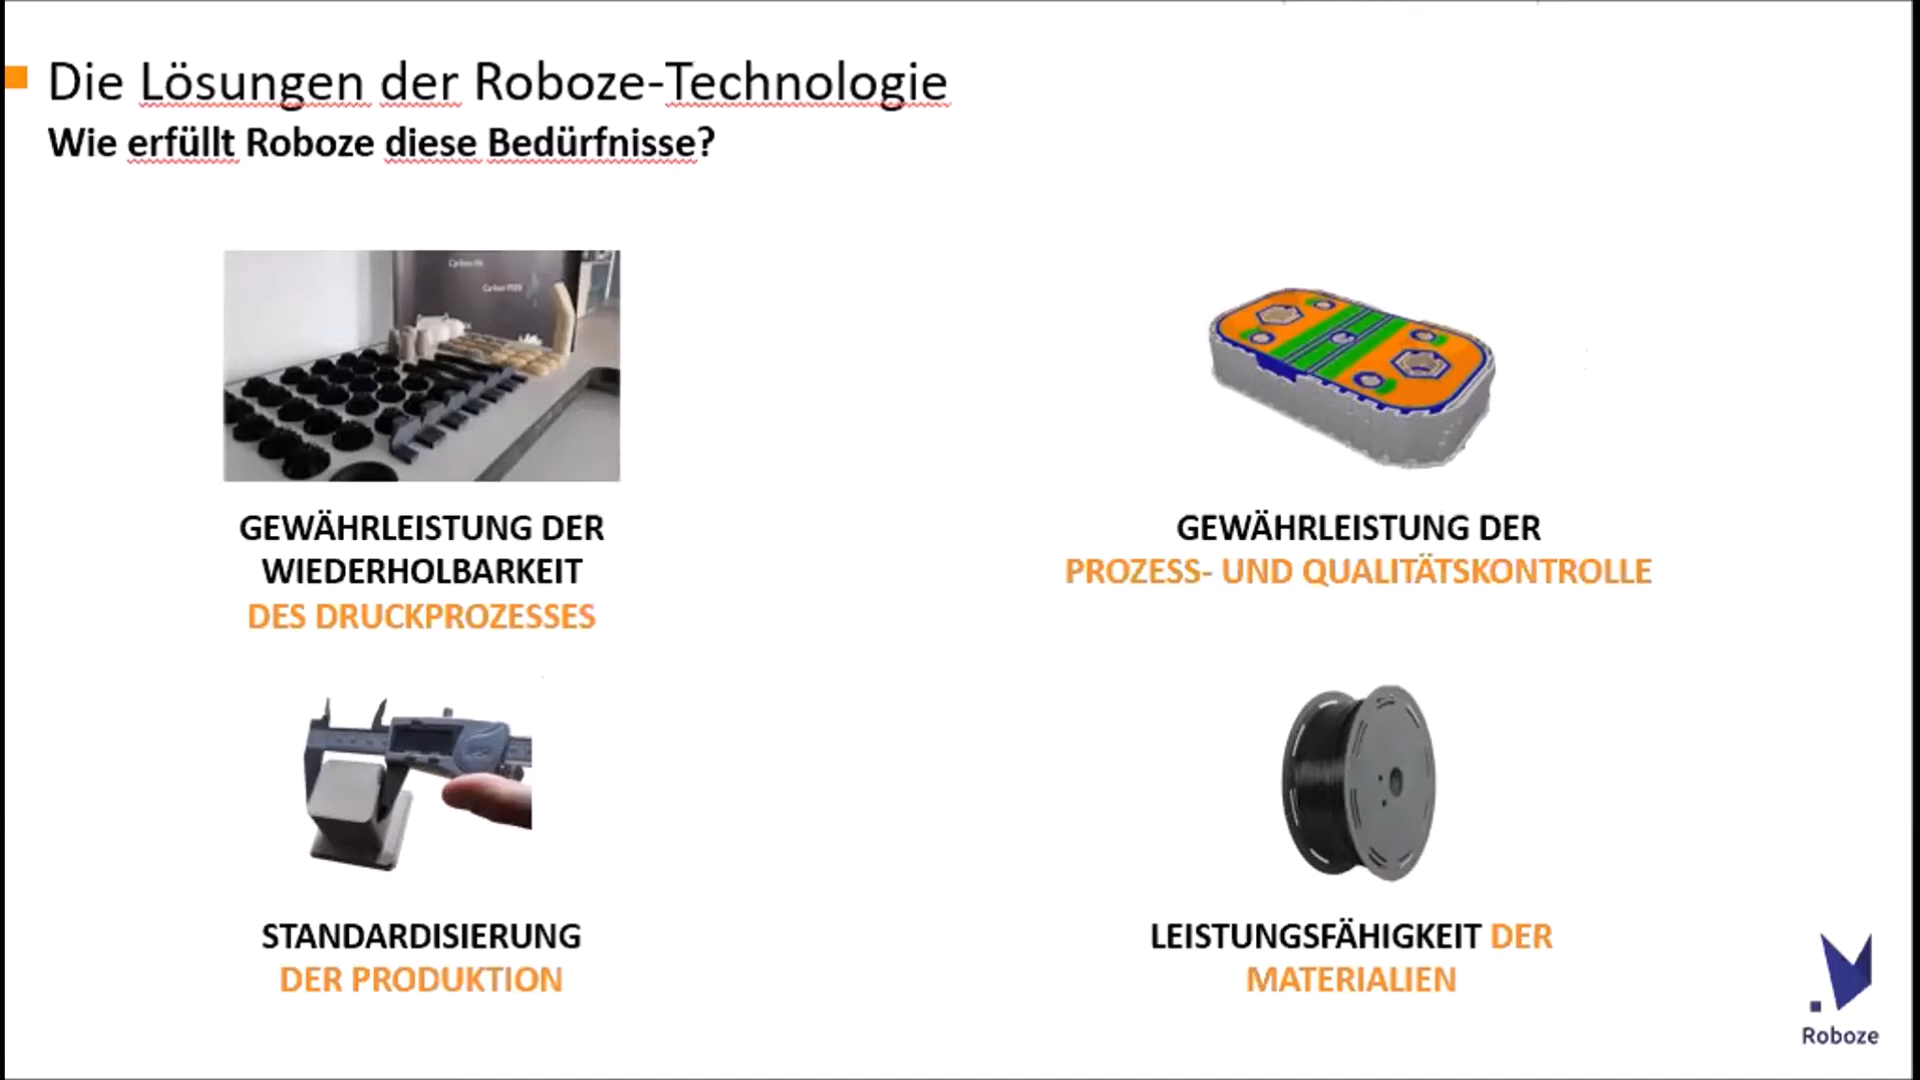 Die Lösungen der Roboze-Technologie
Wie erfüllt Roboze diese Bedürfnisse?
GEWÄHRLEISTUNG DER
WIEDERHOLBARKEIT
DES DRUCKPROZESSES
GEWÄHRLEISTUNG DER
PROZESS- UND QUALITÄTSKONTROLLE
STANDARDISIERUNG
DER PRODUKTION
LEISTUNGSFÄHIGKEIT DER
MATERIALIEN
Roboze